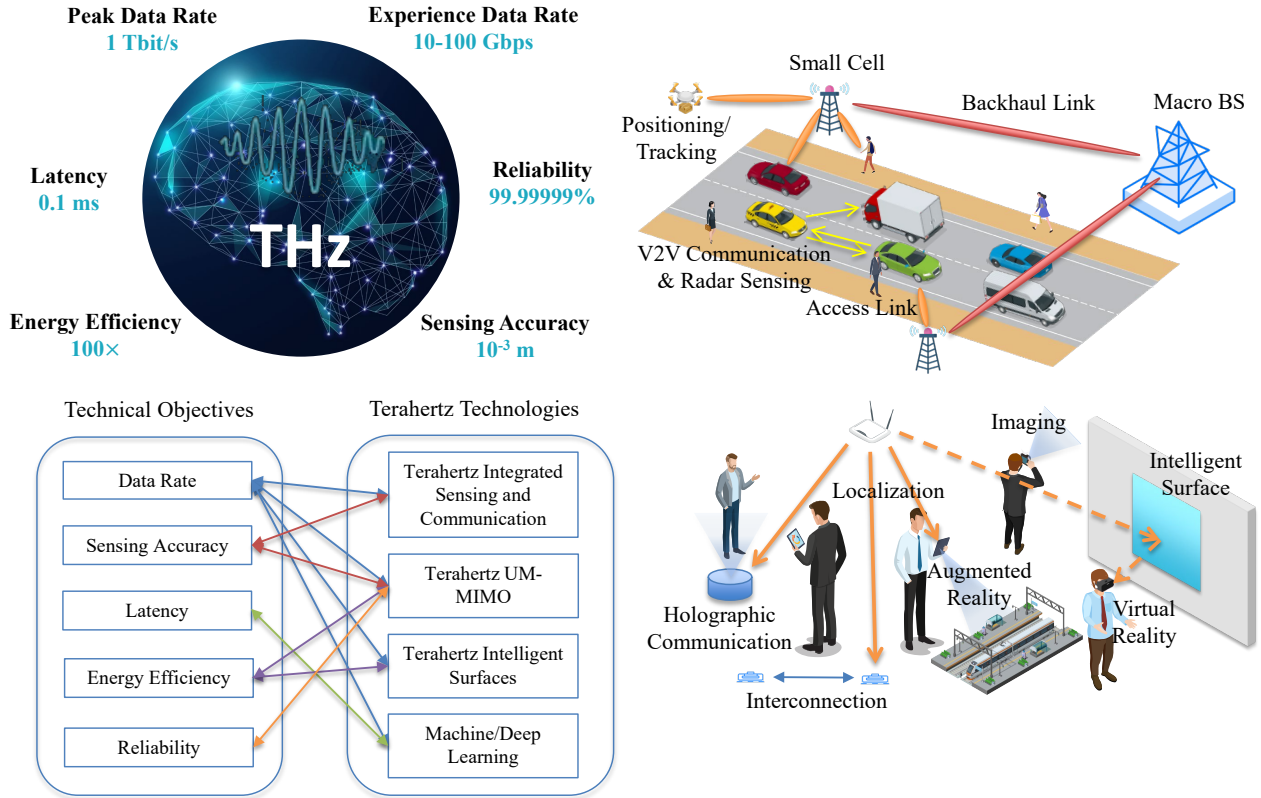 Peak Data Rate
1 Tbit/s
Experience Data Rate
10-100 Gbps
Latency
0.1 ms
THz
Reliability
99.99999%
Energy Efficiency
100×
Sensing Accuracy
10⁻³ m
Small Cell
Backhaul Link
Macro BS
Positioning/
Tracking
V2V Communication
& Radar Sensing
Access Link
Technical Objectives
Data Rate
Sensing Accuracy
Latency
Energy Efficiency
Reliability
Terahertz Technologies
Terahertz Integrated
Sensing and
Communication
Terahertz UM-
MIMO
Terahertz Intelligent
Surfaces
Machine/Deep
Learning
Imaging
Intelligent
Surface
Localization
Augmented
Reality
Holographic
Communication
Virtual
Reality
Interconnection